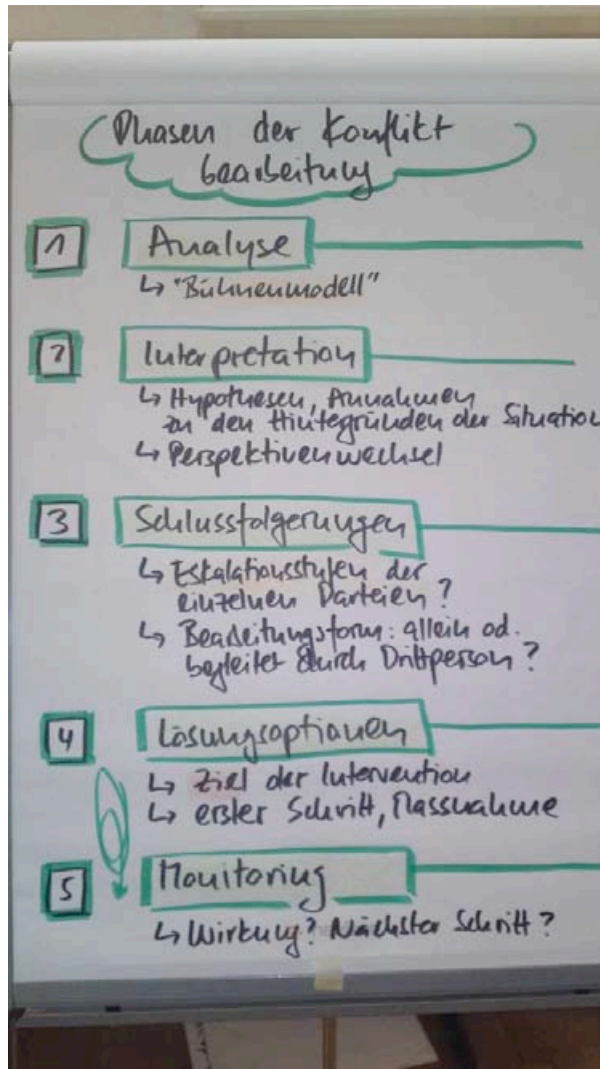 Phasen der Konflikt
bearbeitung
1 Analyse
↳ "Bühnenmodell"
2 Interpretation
↳ Hypothesen, Annahmen
zu den Hintegründen der Situation
↳ Perspektivenwechsel
3 Schlussfolgerungen
↳ Eskalationsstufen der
einzelnen Parteien?
↳ Bearbeitungsform: allein od.
begleitet durch Drittperson?
4 Lösungsoptionen
↳ Ziel der Intervention
↳ erster Schritt, Massnahme
5 Monitoring
↳ Wirkung? Nächster Schritt?